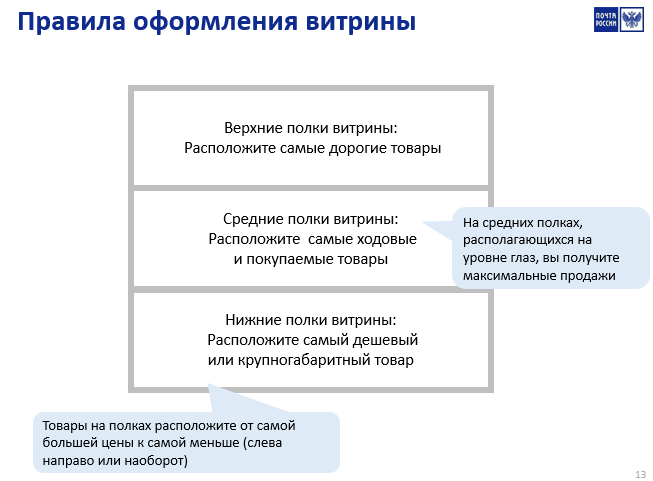 Правила оформления витрины
ПОЧТА
РОССИИ
Верхние полки витрины:
Расположите самые дорогие товары
Средние полки витрины:
Расположите самые ходовые
и покупаемые товары
На средних полках,
располагающихся на
уровне глаз, вы получите
максимальные продажи
Нижние полки витрины:
Расположите самый дешевый
или крупногабаритный товар
Товары на полках расположите от самой
большей цены к самой меньше (слева
направо или наоборот)
13